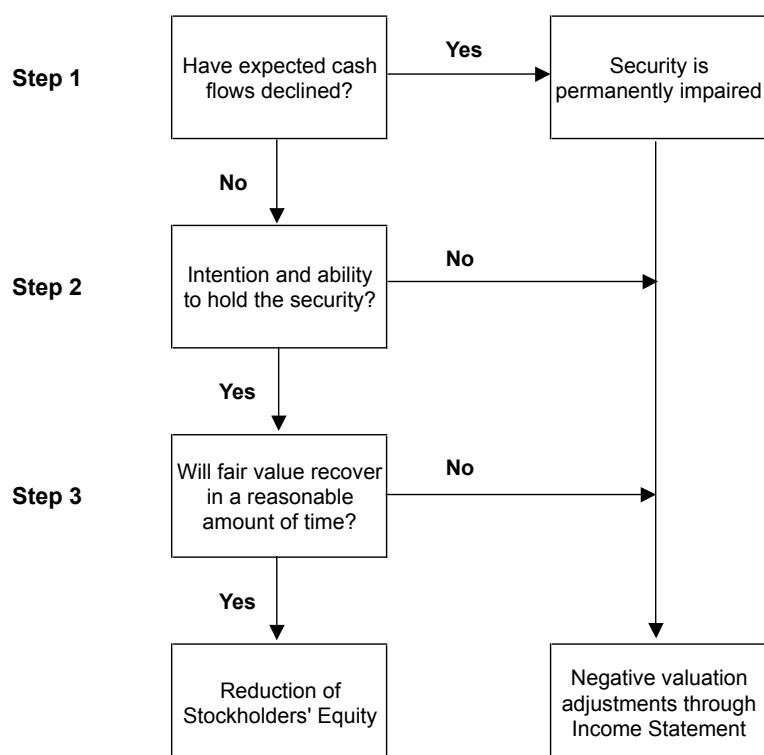 Step 1
Have expected cash
flows declined?
Yes
Security is
permanently impaired
No
Step 2
Intention and ability
to hold the security?
No
Yes
Step 3
Will fair value recover
in a reasonable
amount of time?
No
Yes
Reduction of
Stockholders' Equity
Negative valuation
adjustments through
Income Statement